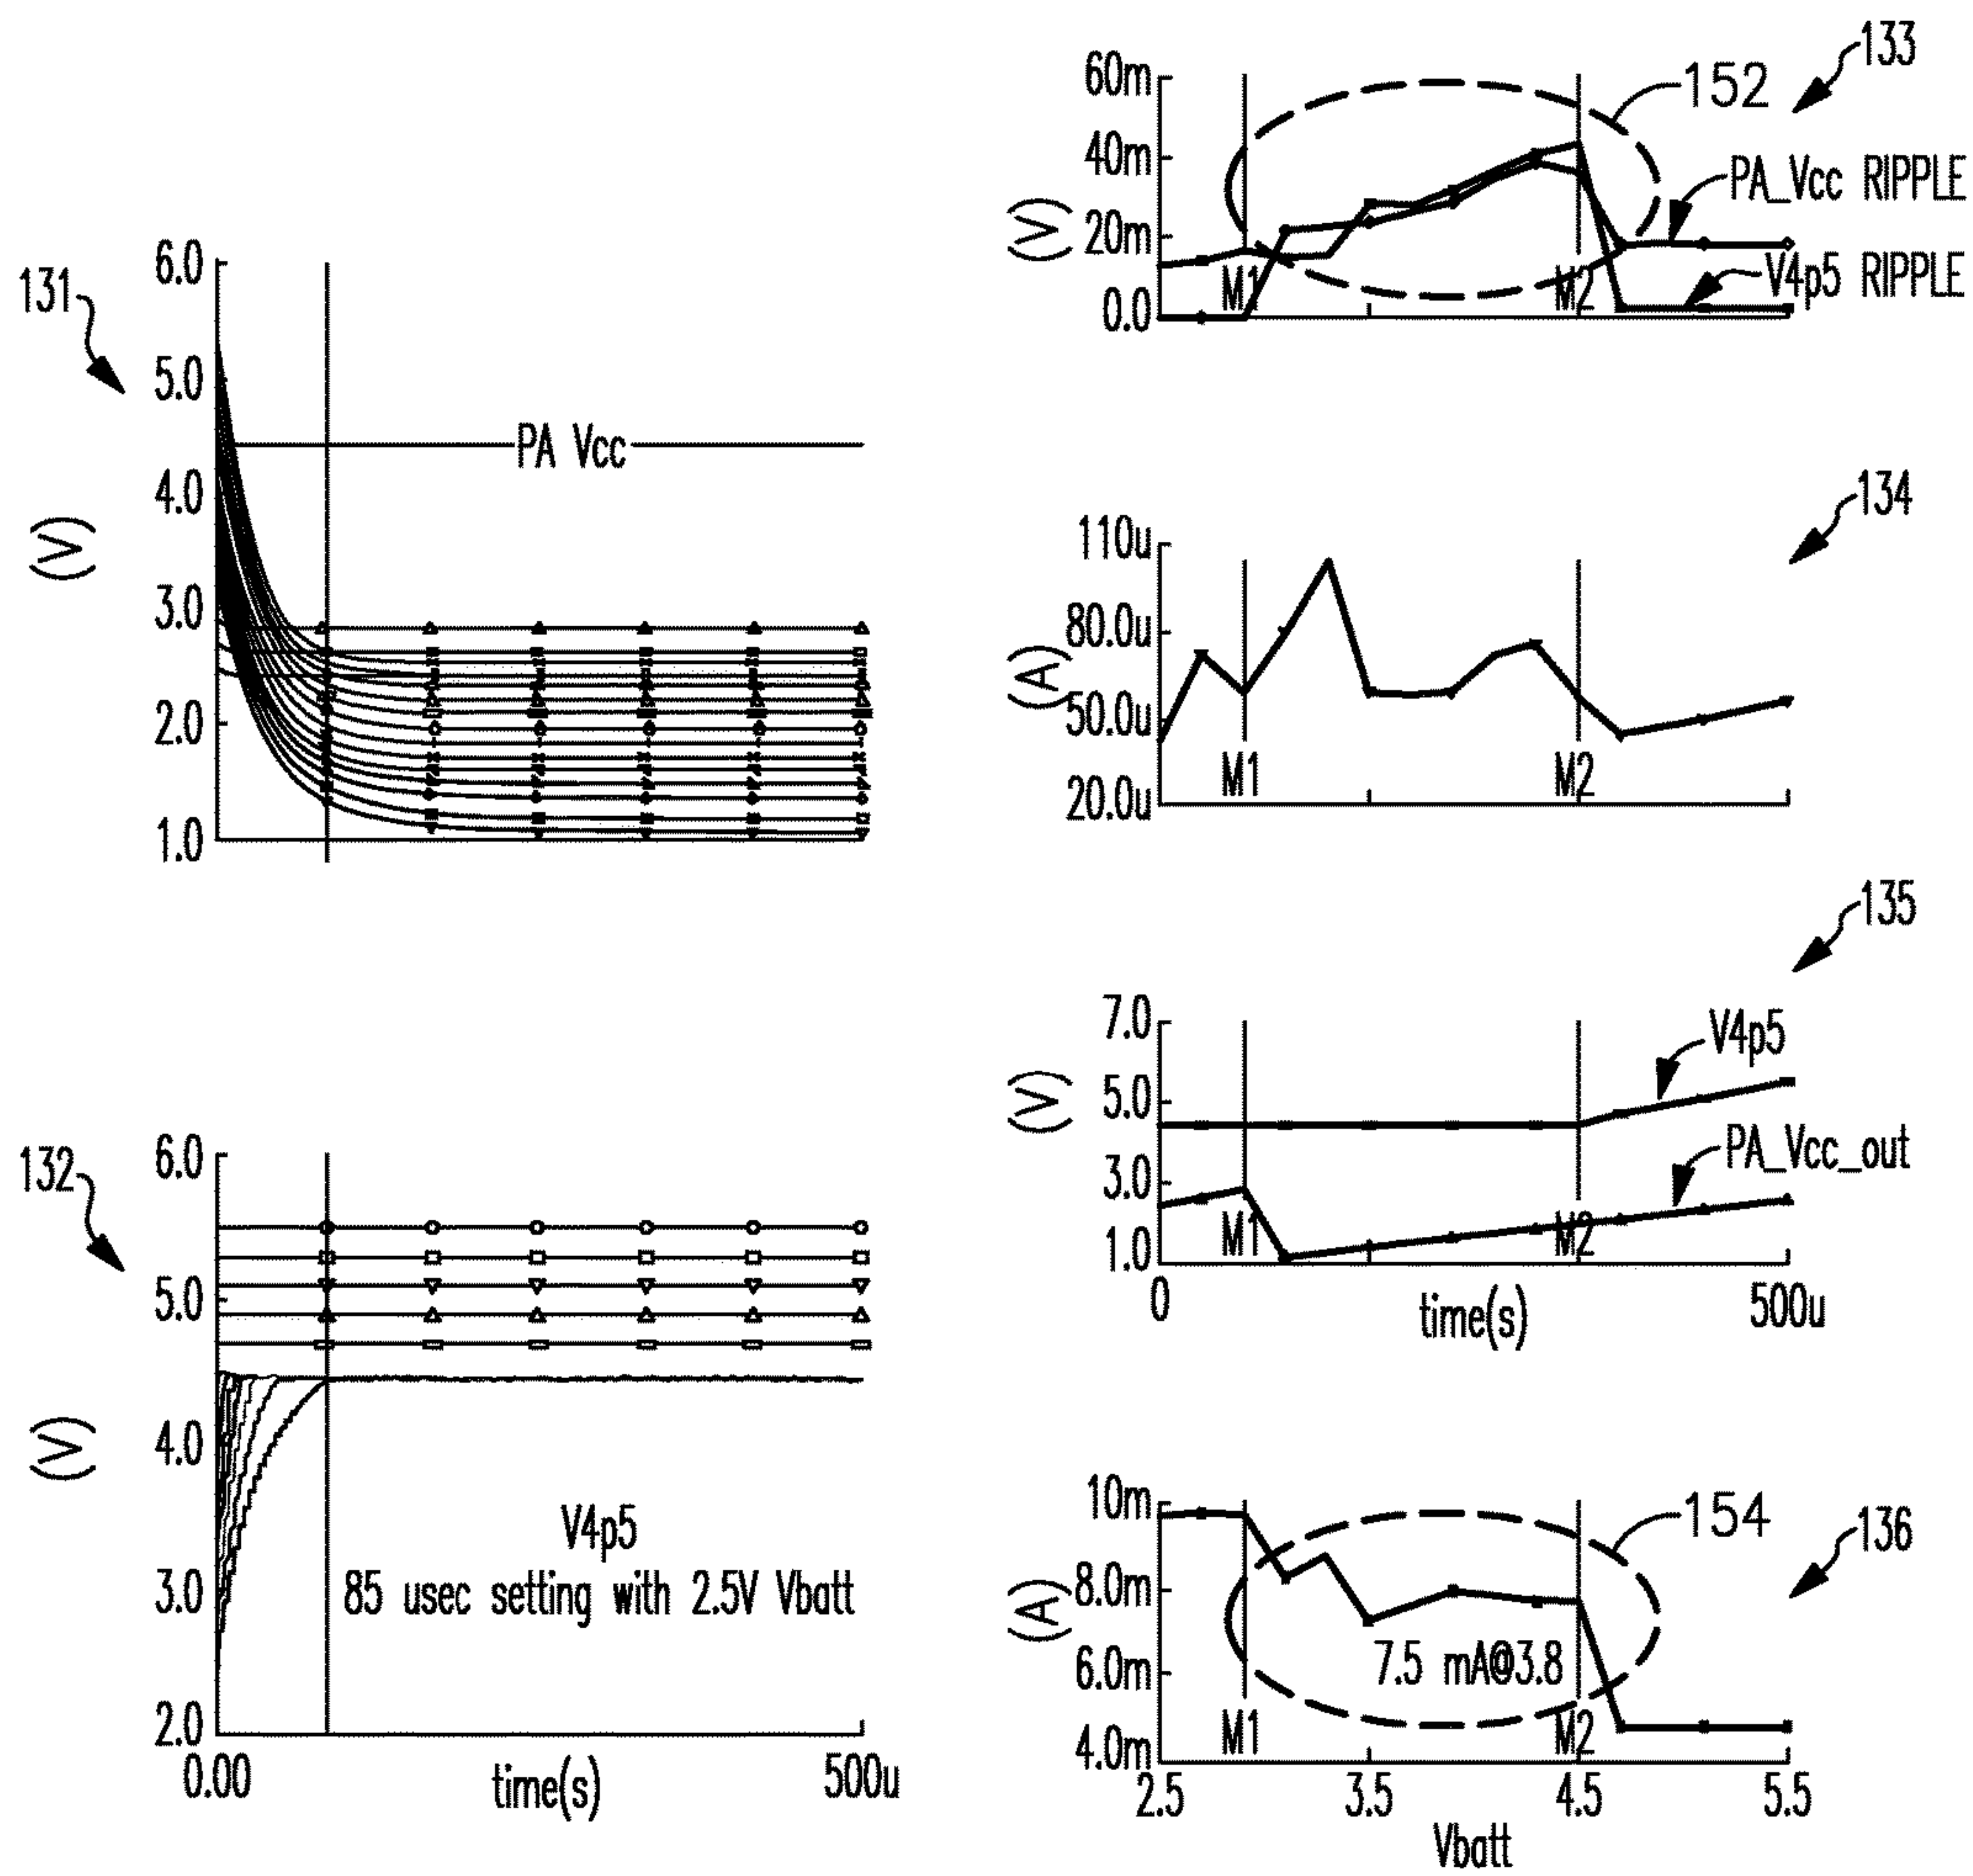 131
6.0
5.0
4.0
3.0
2.0
1.0
(V)
PA Vcc
132
6.0
5.0
4.0
3.0
2.0
(V)
V4p5
85 usec setting with 2.5V Vbatt
0.00
time(s)
500u
133
152
60m
40m
20m
0.0
(V)
PA_Vcc RIPPLE
V4p5 RIPPLE
M1
M2
134
110u
80.0u
50.0u
20.0u
(A)
M1
M2
135
7.0
5.0
3.0
1.0
(V)
V4p5
PA_Vcc_out
M1
M2
0
time(s)
500u
136
154
10m
8.0m
6.0m
4.0m
(A)
7.5 mA@3.8
M1
M2
2.5
3.5
4.5
5.5
Vbatt